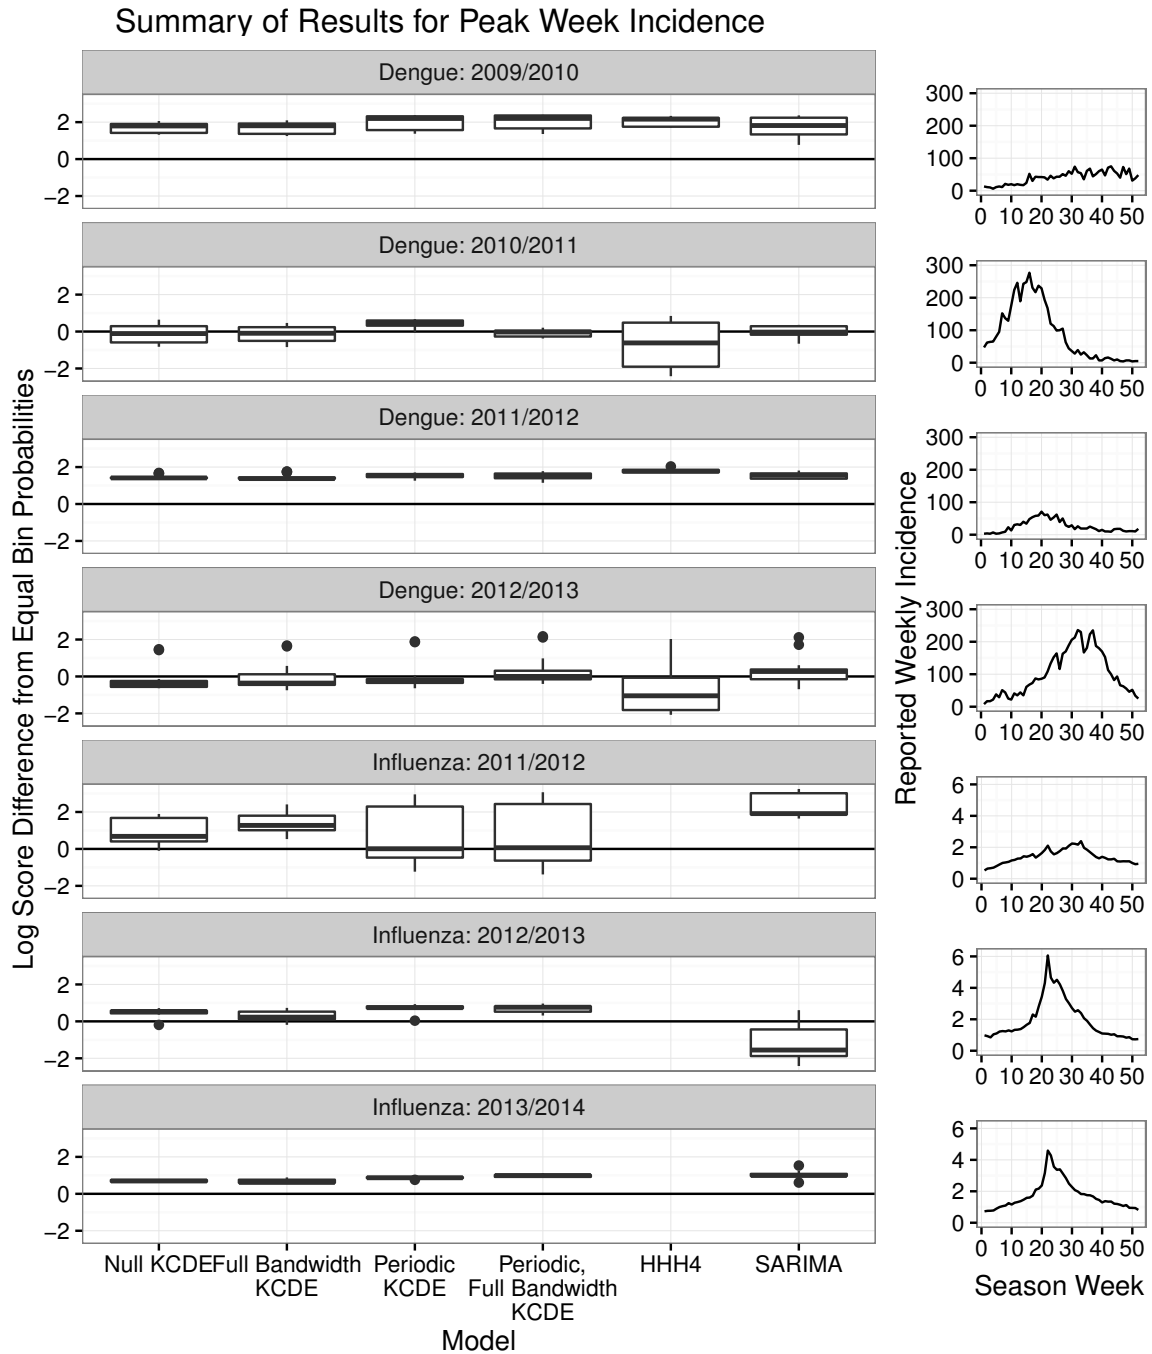 Summary of Results for Peak Week Incidence
Log Score Difference from Equal Bin Probabilities
Dengue: 2009/2010
2
0
−2
Dengue: 2010/2011
2
0
−2
Dengue: 2011/2012
2
0
−2
Dengue: 2012/2013
2
0
−2
Influenza: 2011/2012
2
0
−2
Influenza: 2012/2013
2
0
−2
Influenza: 2013/2014
2
0
−2
Null KCDE
Full Bandwidth
KCDE
Periodic
KCDE
Periodic,
Full Bandwidth
KCDE
HHH4
SARIMA
Model
Reported Weekly Incidence
300
200
100
0
0 10 20 30 40 50
300
200
100
0
0 10 20 30 40 50
300
200
100
0
0 10 20 30 40 50
300
200
100
0
0 10 20 30 40 50
6
4
2
0
0 10 20 30 40 50
6
4
2
0
0 10 20 30 40 50
6
4
2
0
0 10 20 30 40 50
Season Week